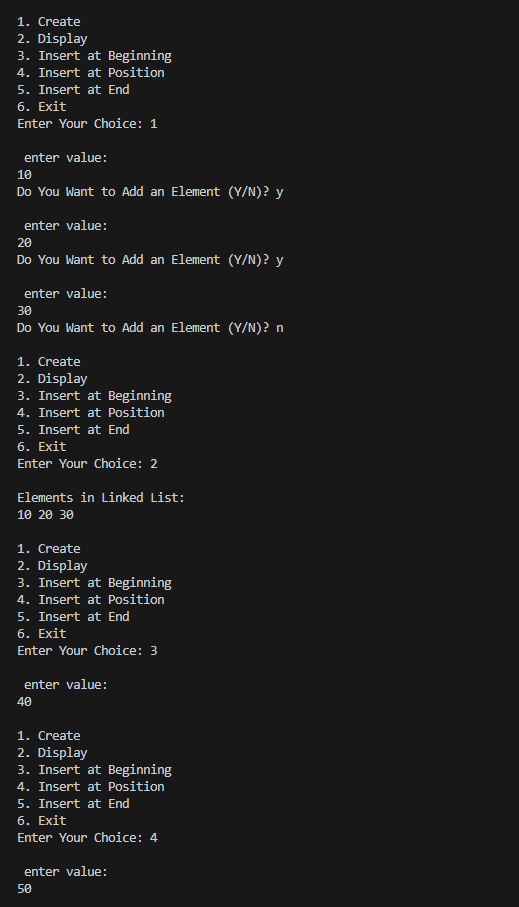 1. Create
2. Display
3. Insert at Beginning
4. Insert at Position
5. Insert at End
6. Exit
Enter Your Choice: 1
enter value:
10
Do You Want to Add an Element (Y/N)? y
enter value:
20
Do You Want to Add an Element (Y/N)? y
enter value:
30
Do You Want to Add an Element (Y/N)? n
1. Create
2. Display
3. Insert at Beginning
4. Insert at Position
5. Insert at End
6. Exit
Enter Your Choice: 2
Elements in Linked List:
10 20 30
1. Create
2. Display
3. Insert at Beginning
4. Insert at Position
5. Insert at End
6. Exit
Enter Your Choice: 3
enter value:
40
1. Create
2. Display
3. Insert at Beginning
4. Insert at Position
5. Insert at End
6. Exit
Enter Your Choice: 4
enter value:
50